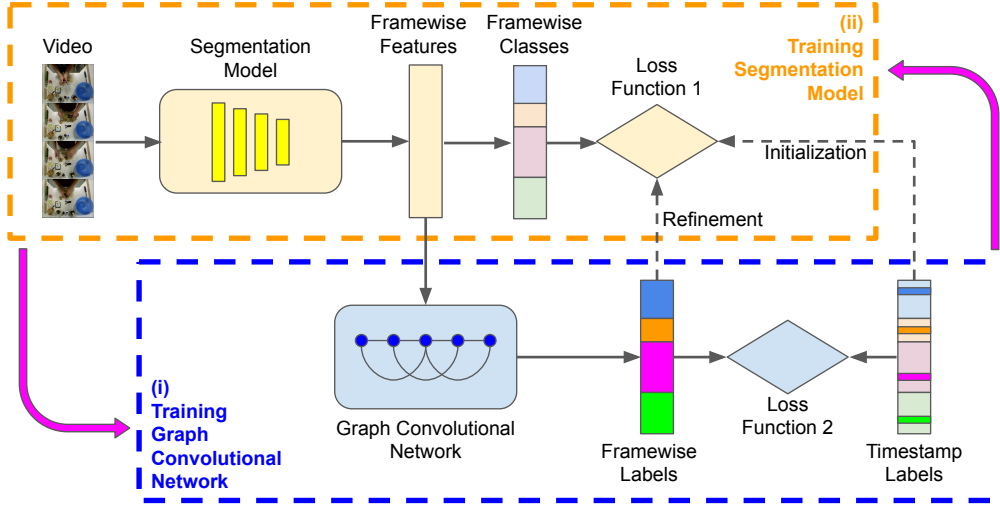 Video
Segmentation
Model
Framewise
Features
Framewise
Classes
Loss
Function 1
(ii)
Training
Segmentation
Model
Initialization
Refinement
(i)
Training
Graph
Convolutional
Network
Graph Convolutional
Network
Framewise
Labels
Loss
Function 2
Timestamp
Labels